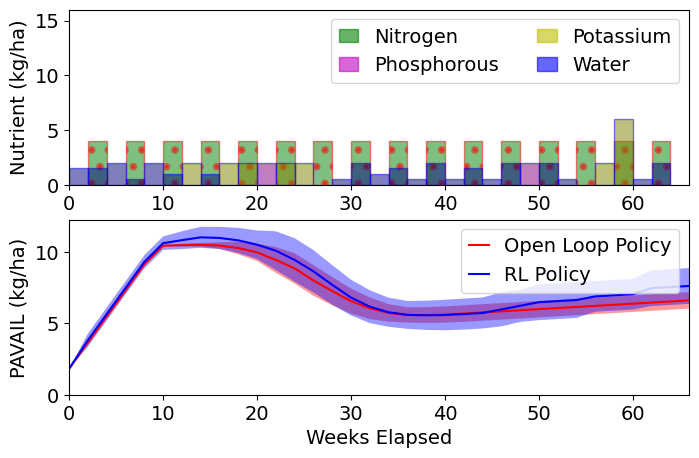 Nutrient (kg/ha)
15
10
5
0
Nitrogen
Phosphorous
Potassium
Water
0 10 20 30 40 50 60
PAVAIL (kg/ha)
10
5
0
Open Loop Policy
RL Policy
0 10 20 30 40 50 60
Weeks Elapsed